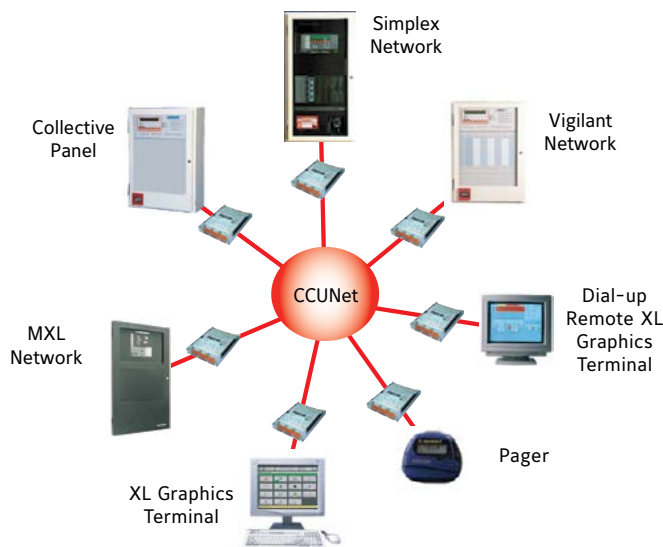 Simplex
Network
Collective
Panel
Vigilant
Network
CCUNet
Dial-up
Remote XL
Graphics
Terminal
MXL
Network
Pager
XL Graphics
Terminal